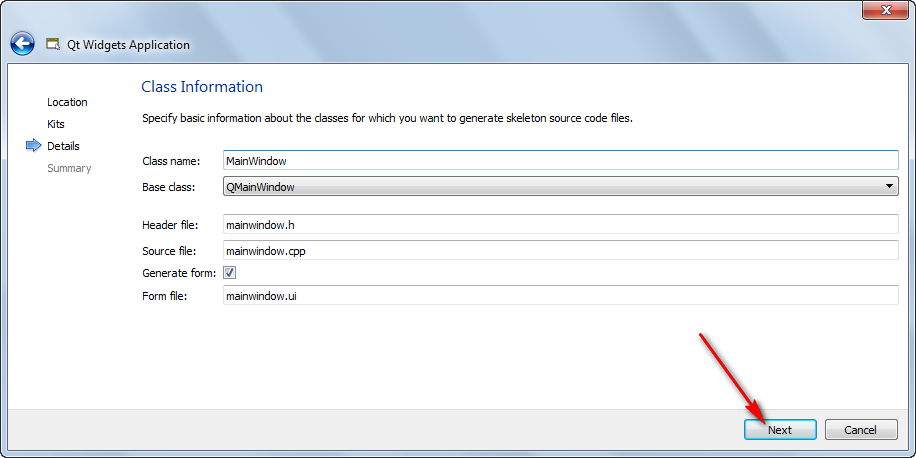 Qt Widgets Application
Location
Kits
Details
Summary
Class Information
Specify basic information about the classes for which you want to generate skeleton source code files.
Class name: MainWindow
Base class: QMainWindow
Header file: mainwindow.h
Source file: mainwindow.cpp
Generate form:
Form file: mainwindow.ui
Next Cancel